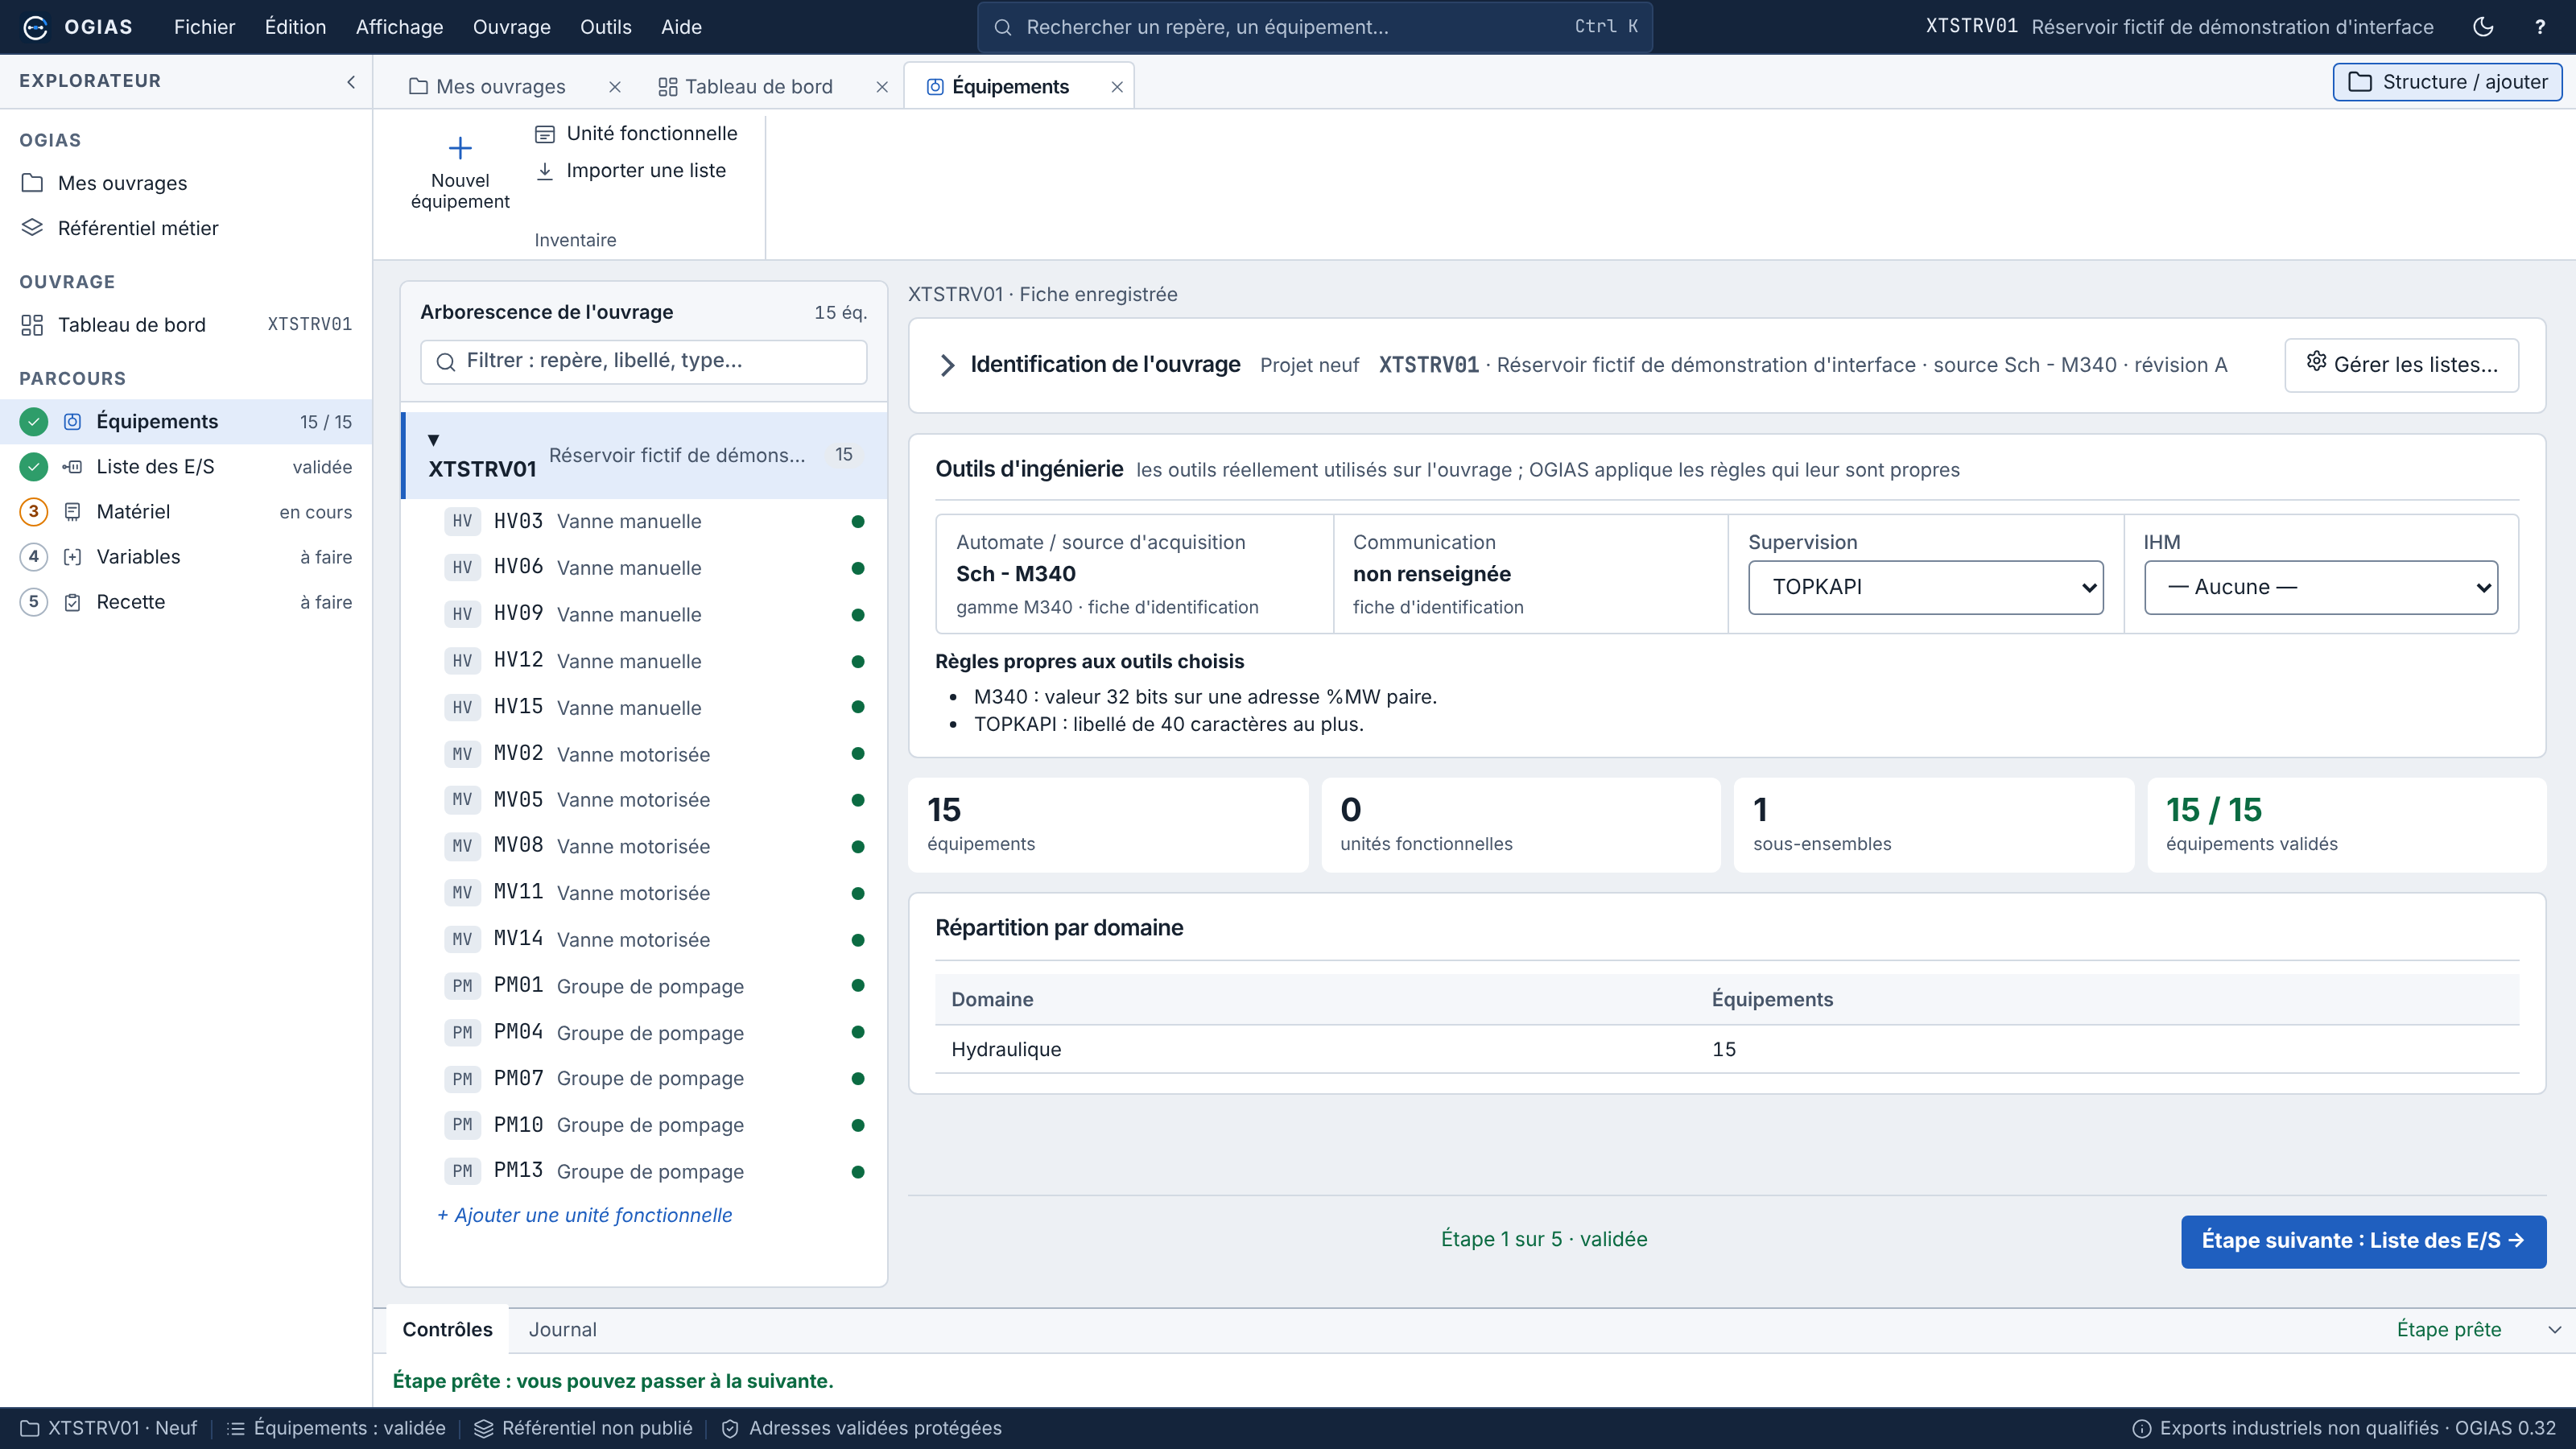 OGIAS Fichier Édition Affichage Ouvrage Outils Aide Rechercher un repère, un équipement... Ctrl K XTSTRV01 Réservoir fictif de démonstration d'interface ?
EXPLORATEUR
Mes ouvrages Tableau de bord Équipements Structure / ajouter
OGIAS
Mes ouvrages
Référentiel métier
OUVRAGE
Tableau de bord XTSTRV01
PARCOURS
Équipements 15 / 15
Liste des E/S validée
3 Matériel en cours
4 Variables à faire
5 Recette à faire
Nouvel
équipement
Unité fonctionnelle
Importer une liste
Inventaire
Arborescence de l'ouvrage 15 éq.
Filtrer : repère, libellé, type...
XTSTRV01 Réservoir fictif de démons... 15
HV HV03 Vanne manuelle
HV HV06 Vanne manuelle
HV HV09 Vanne manuelle
HV HV12 Vanne manuelle
HV HV15 Vanne manuelle
MV MV02 Vanne motorisée
MV MV05 Vanne motorisée
MV MV08 Vanne motorisée
MV MV11 Vanne motorisée
MV MV14 Vanne motorisée
PM PM01 Groupe de pompage
PM PM04 Groupe de pompage
PM PM07 Groupe de pompage
PM PM10 Groupe de pompage
PM PM13 Groupe de pompage
+ Ajouter une unité fonctionnelle
XTSTRV01 · Fiche enregistrée
Identification de l'ouvrage Projet neuf XTSTRV01 · Réservoir fictif de démonstration d'interface · source Sch - M340 · révision A Gérer les listes...
Outils d'ingénierie les outils réellement utilisés sur l'ouvrage ; OGIAS applique les règles qui leur sont propres
Automate / source d'acquisition
Sch - M340
gamme M340 · fiche d'identification
Communication
non renseignée
fiche d'identification
Supervision
TOPKAPI
IHM
— Aucune —
Règles propres aux outils choisis
• M340 : valeur 32 bits sur une adresse %MW paire.
• TOPKAPI : libellé de 40 caractères au plus.
15
équipements
0
unités fonctionnelles
1
sous-ensembles
15 / 15
équipements validés
Répartition par domaine
Domaine Équipements
Hydraulique 15
Étape 1 sur 5 · validée Étape suivante : Liste des E/S →
Contrôles Journal Étape prête
Étape prête : vous pouvez passer à la suivante.
XTSTRV01 · Neuf Équipements : validée Référentiel non publié Adresses validées protégées Exports industriels non qualifiés · OGIAS 0.32